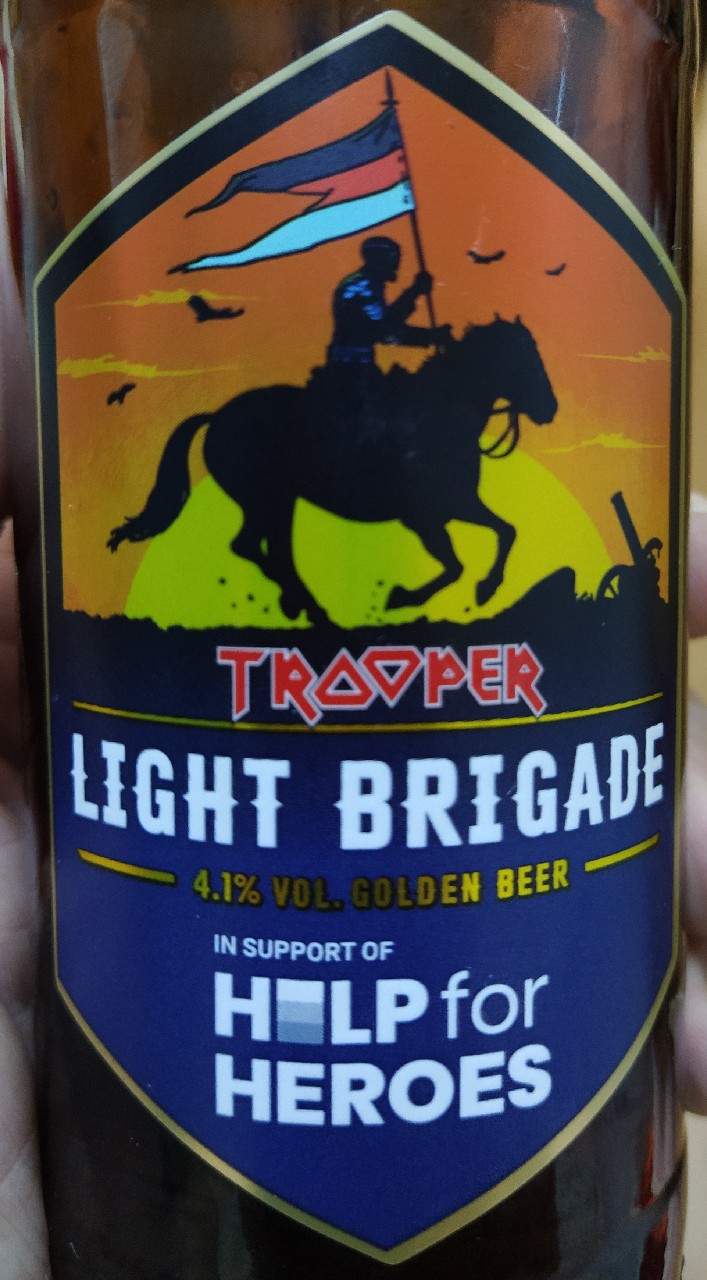 TROOPER
LIGHT BRIGADE
4.1% VOL. GOLDEN BEER
IN SUPPORT OF
HELP for
HEROES